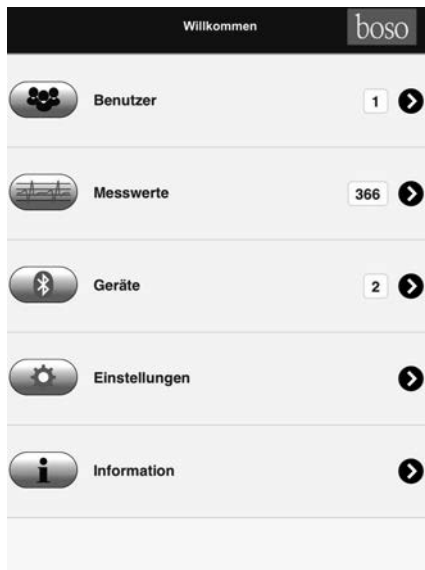 Willkommen
boso
Benutzer 1
Messwerte 366
Geräte 2
Einstellungen
Information